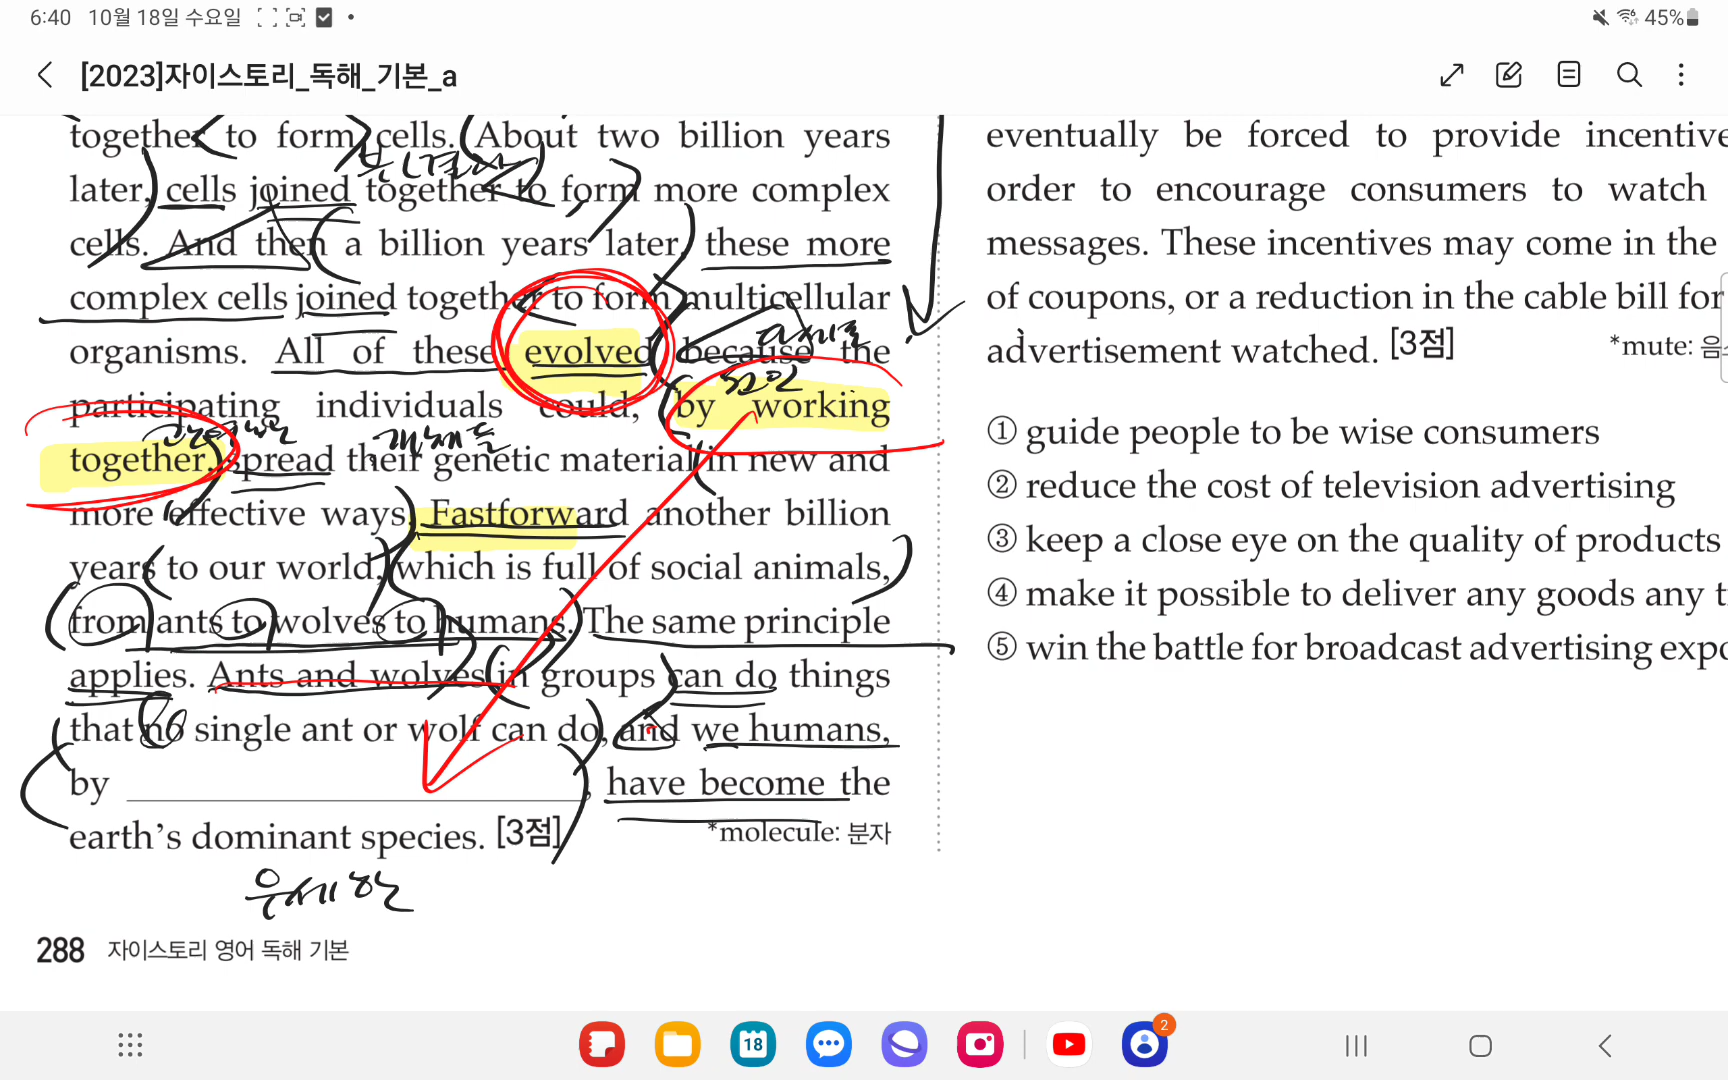 6:40 10월 18일 수요일
45%
[2023]자이스토리_독해_기본_a
together to form cells. About two billion years
later, cells joined together to form more complex
cells. And then a billion years later, these more
complex cells joined together to form multicellular
organisms. All of these evolved because the
participating individuals could, by working
together, spread their genetic material in new and
more effective ways. Fastforward another billion
years to our world, which is full of social animals,
from ants to wolves to humans. The same principle
applies. Ants and wolves in groups can do things
that no single ant or wolf can do, and we humans,
by ____, have become the
earth's dominant species. [3점]
*molecule: 분자
우세한
288 자이스토리 영어 독해 기본
eventually be forced to provide incentive
order to encourage consumers to watch
messages. These incentives may come in the
of coupons, or a reduction in the cable bill for
advertisement watched. [3점]
*mute: 음
① guide people to be wise consumers
② reduce the cost of television advertising
③ keep a close eye on the quality of products
④ make it possible to deliver any goods any t
⑤ win the battle for broadcast advertising expo
18
2